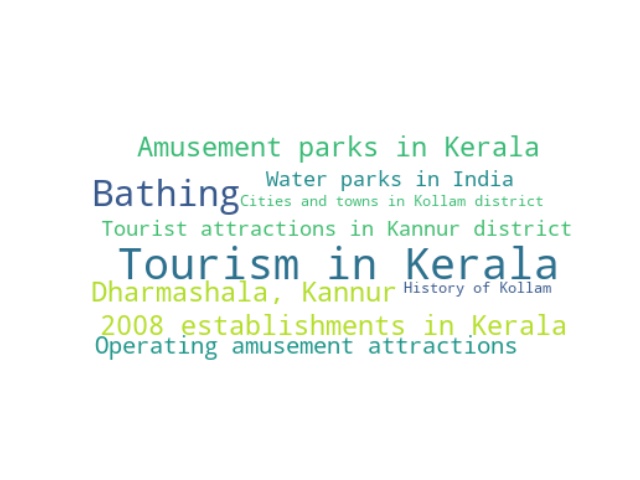 Amusement parks in Kerala
Water parks in India
Bathing
Cities and towns in Kollam district
Tourist attractions in Kannur district
Tourism in Kerala
Dharmashala, Kannur
History of Kollam
2008 establishments in Kerala
Operating amusement attractions